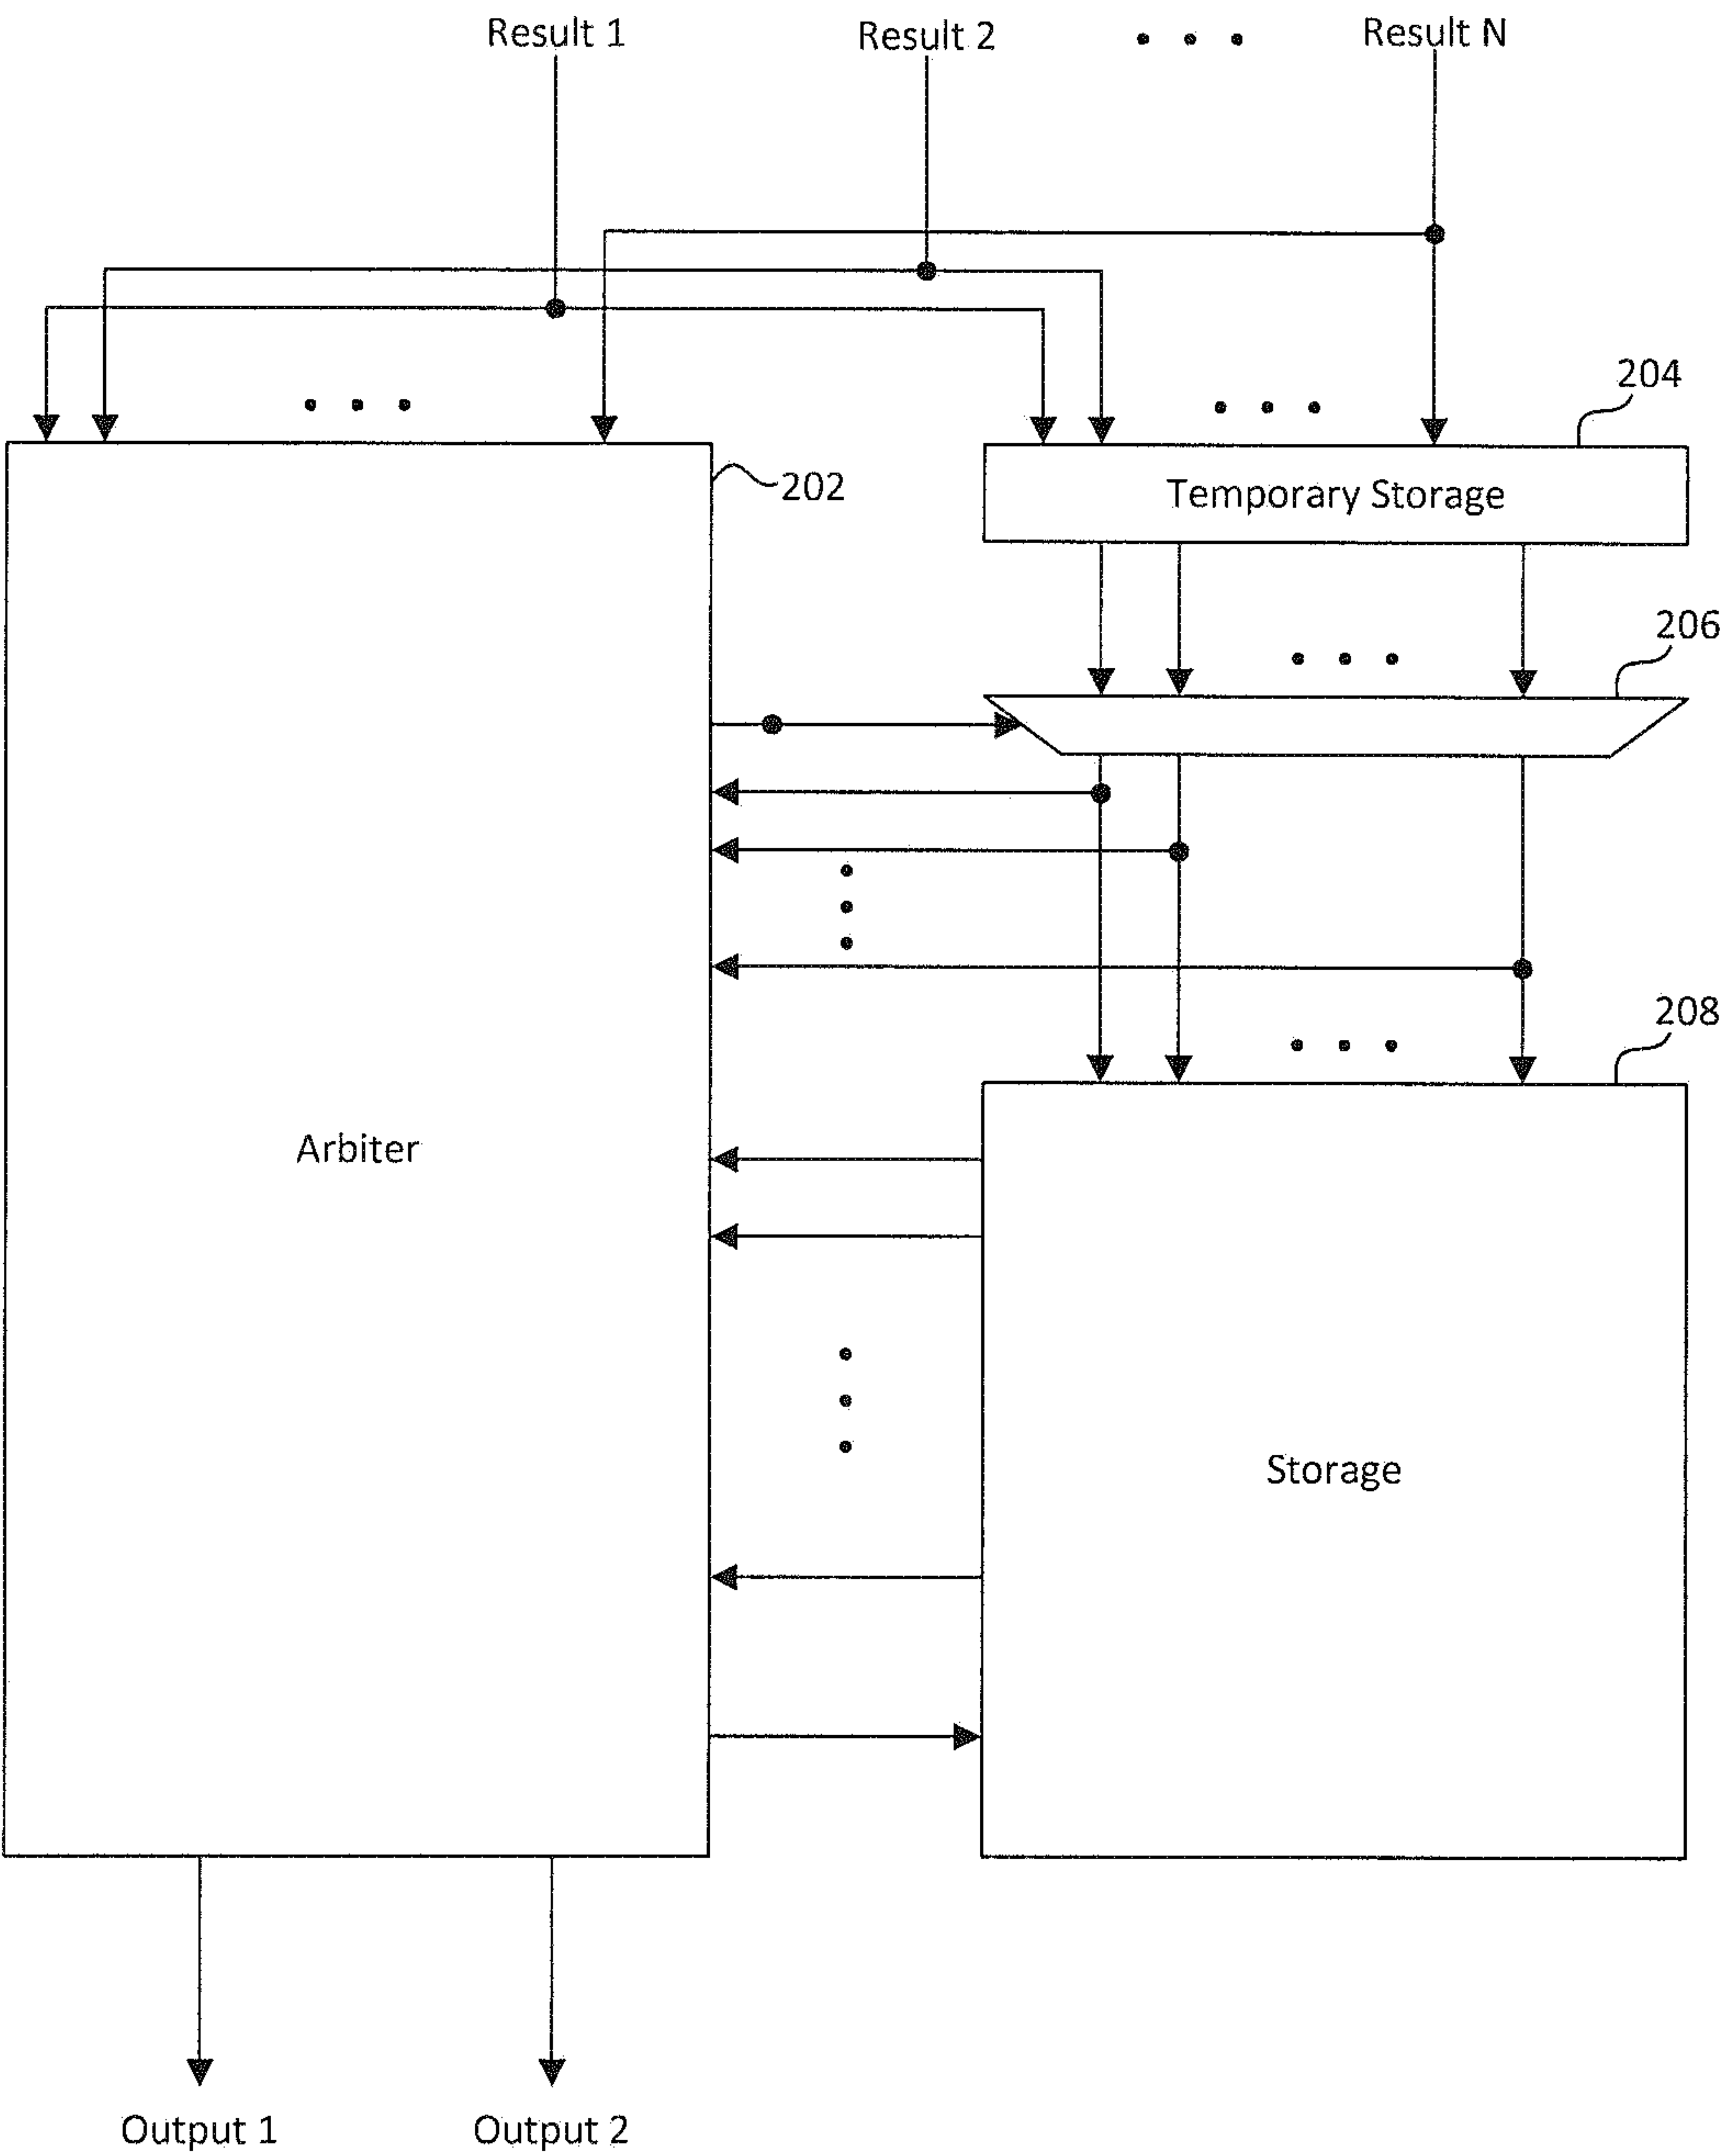 Result 1
Result 2
Result N
204
202
Temporary Storage
206
208
Arbiter
Storage
Output 1
Output 2